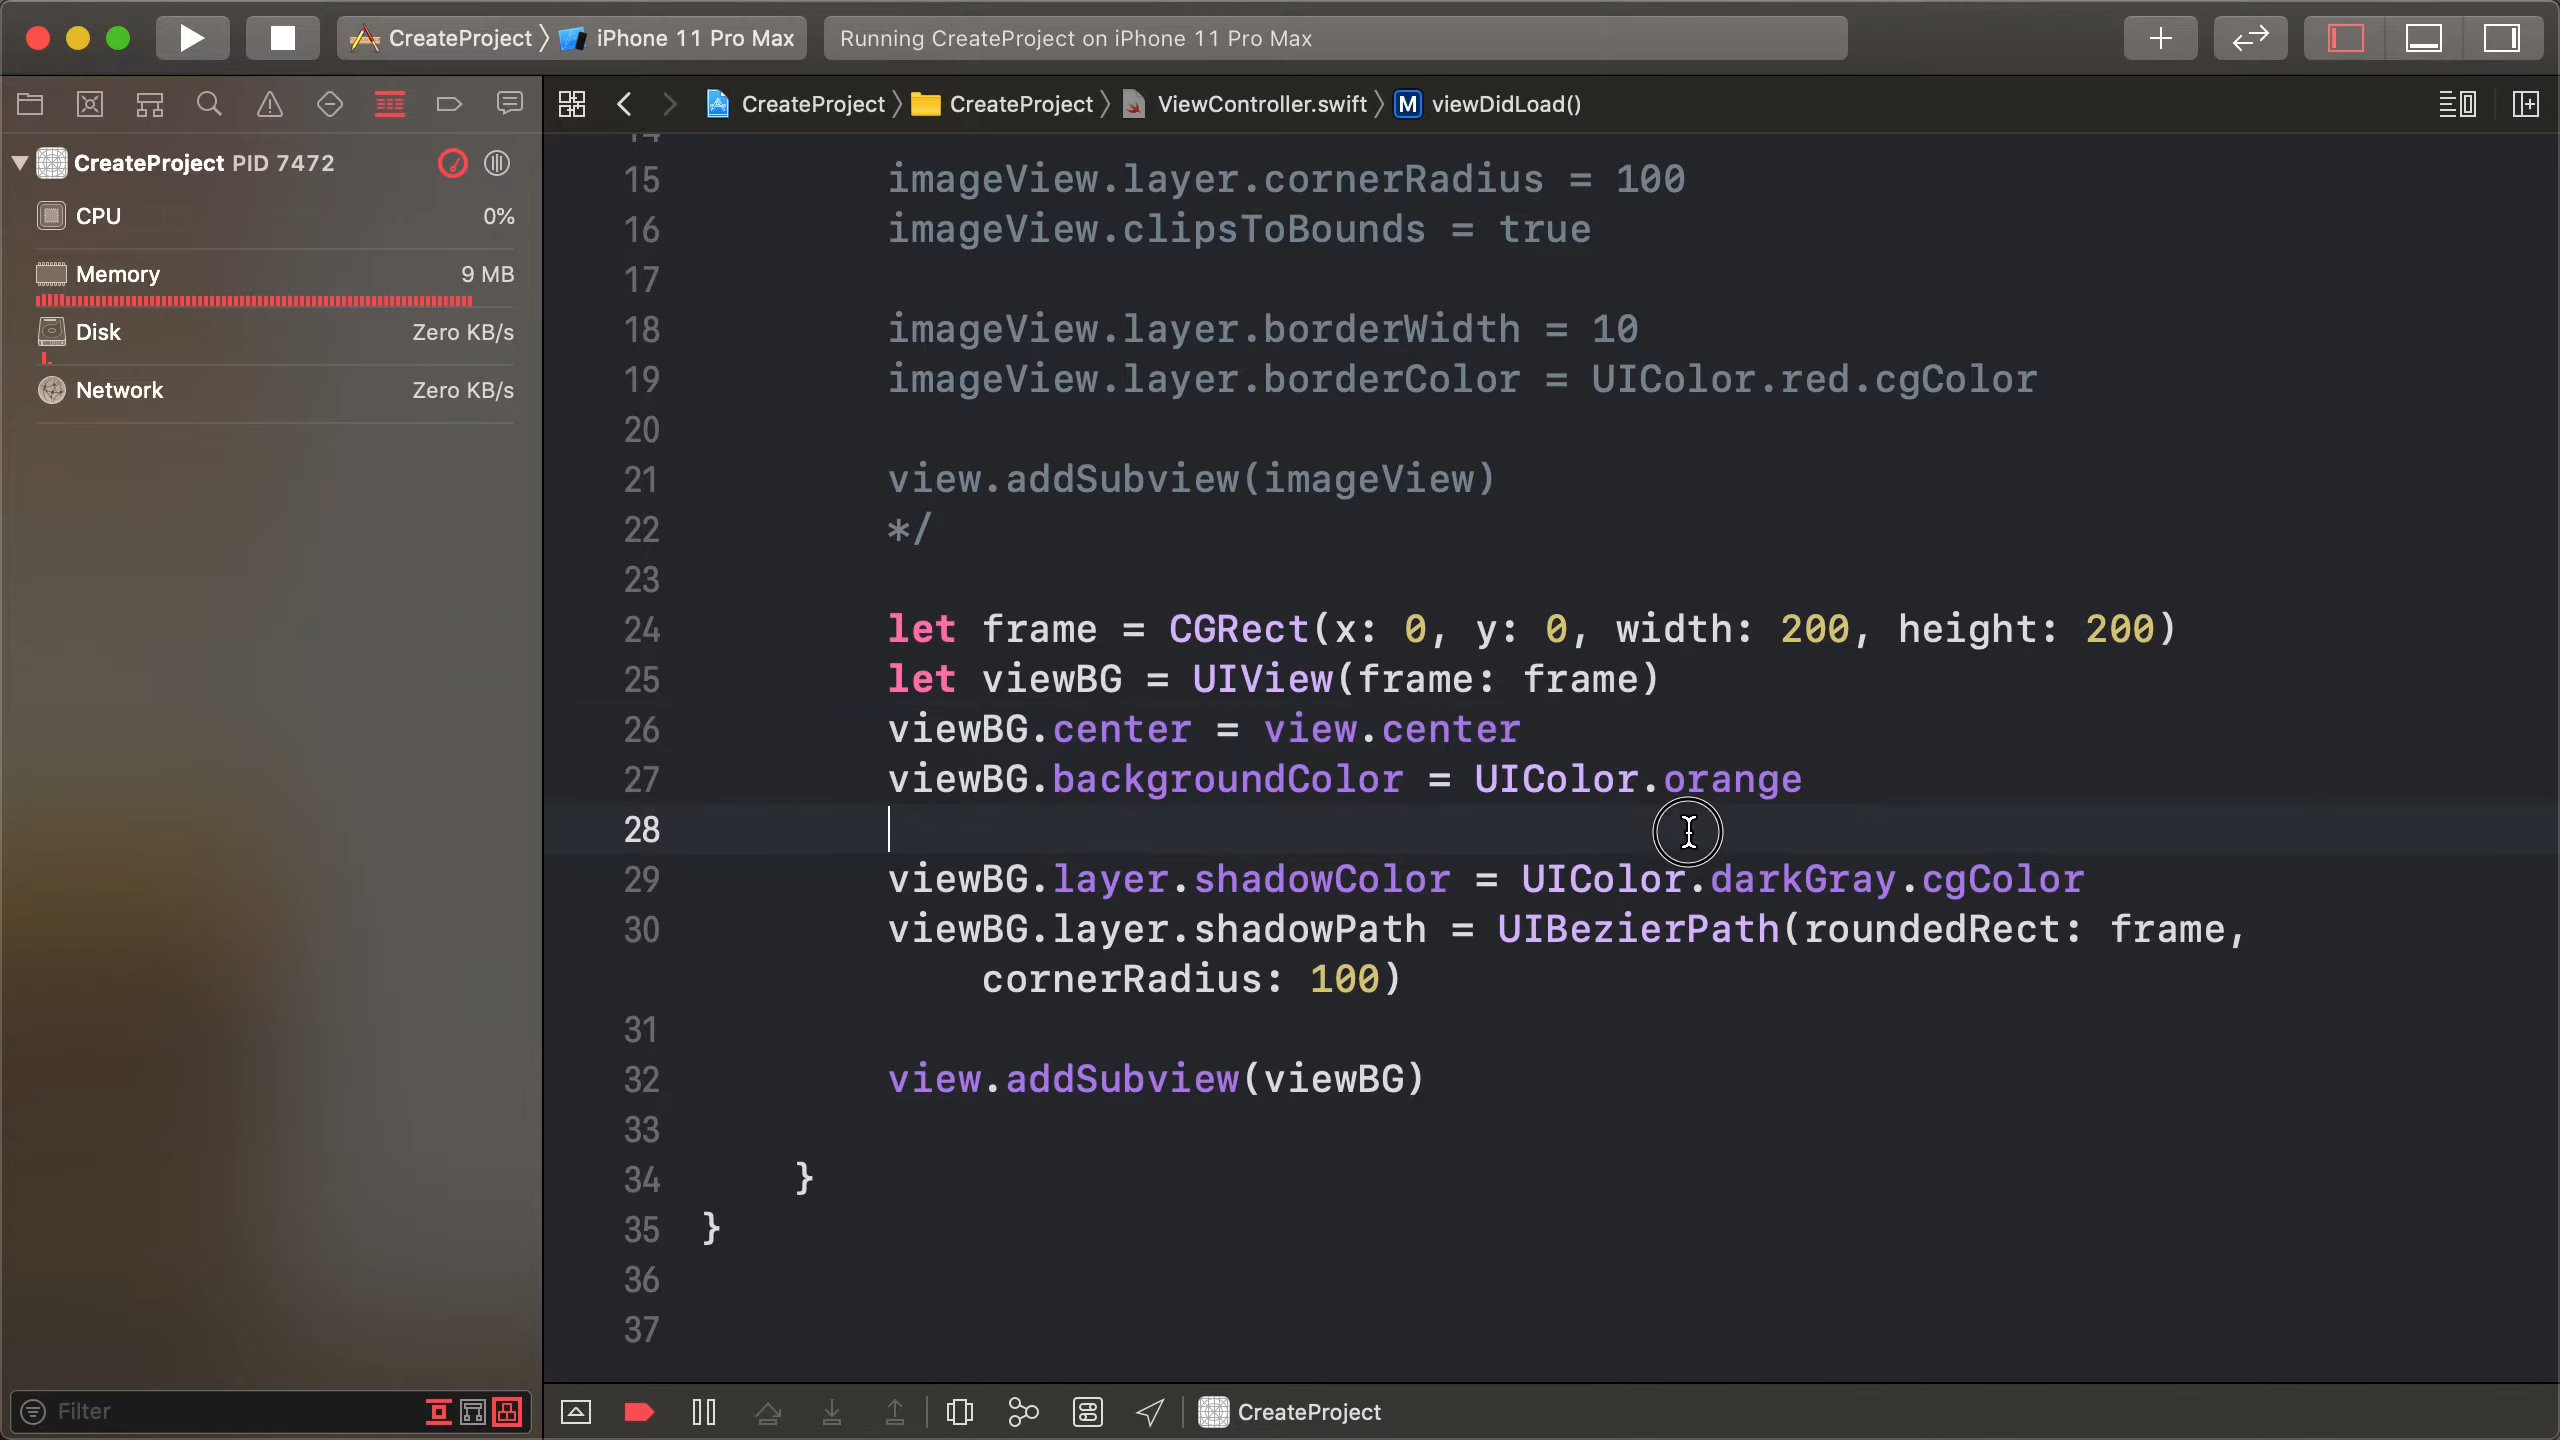 CreateProject iPhone 11 Pro Max Running CreateProject on iPhone 11 Pro Max
CreateProject CreateProject ViewController.swift M viewDidLoad()
CreateProject PID 7472
CPU 0%
Memory 9 MB
Disk Zero KB/s
Network Zero KB/s
14
15 imageView.layer.cornerRadius = 100
16 imageView.clipsToBounds = true
17
18 imageView.layer.borderWidth = 10
19 imageView.layer.borderColor = UIColor.red.cgColor
20
21 view.addSubview(imageView)
22 */
23
24 let frame = CGRect(x: 0, y: 0, width: 200, height: 200)
25 let viewBG = UIView(frame: frame)
26 viewBG.center = view.center
27 viewBG.backgroundColor = UIColor.orange
28
29 viewBG.layer.shadowColor = UIColor.darkGray.cgColor
30 viewBG.layer.shadowPath = UIBezierPath(roundedRect: frame,
cornerRadius: 100)
31
32 view.addSubview(viewBG)
33
34 }
35 }
36
37
Filter
CreateProject